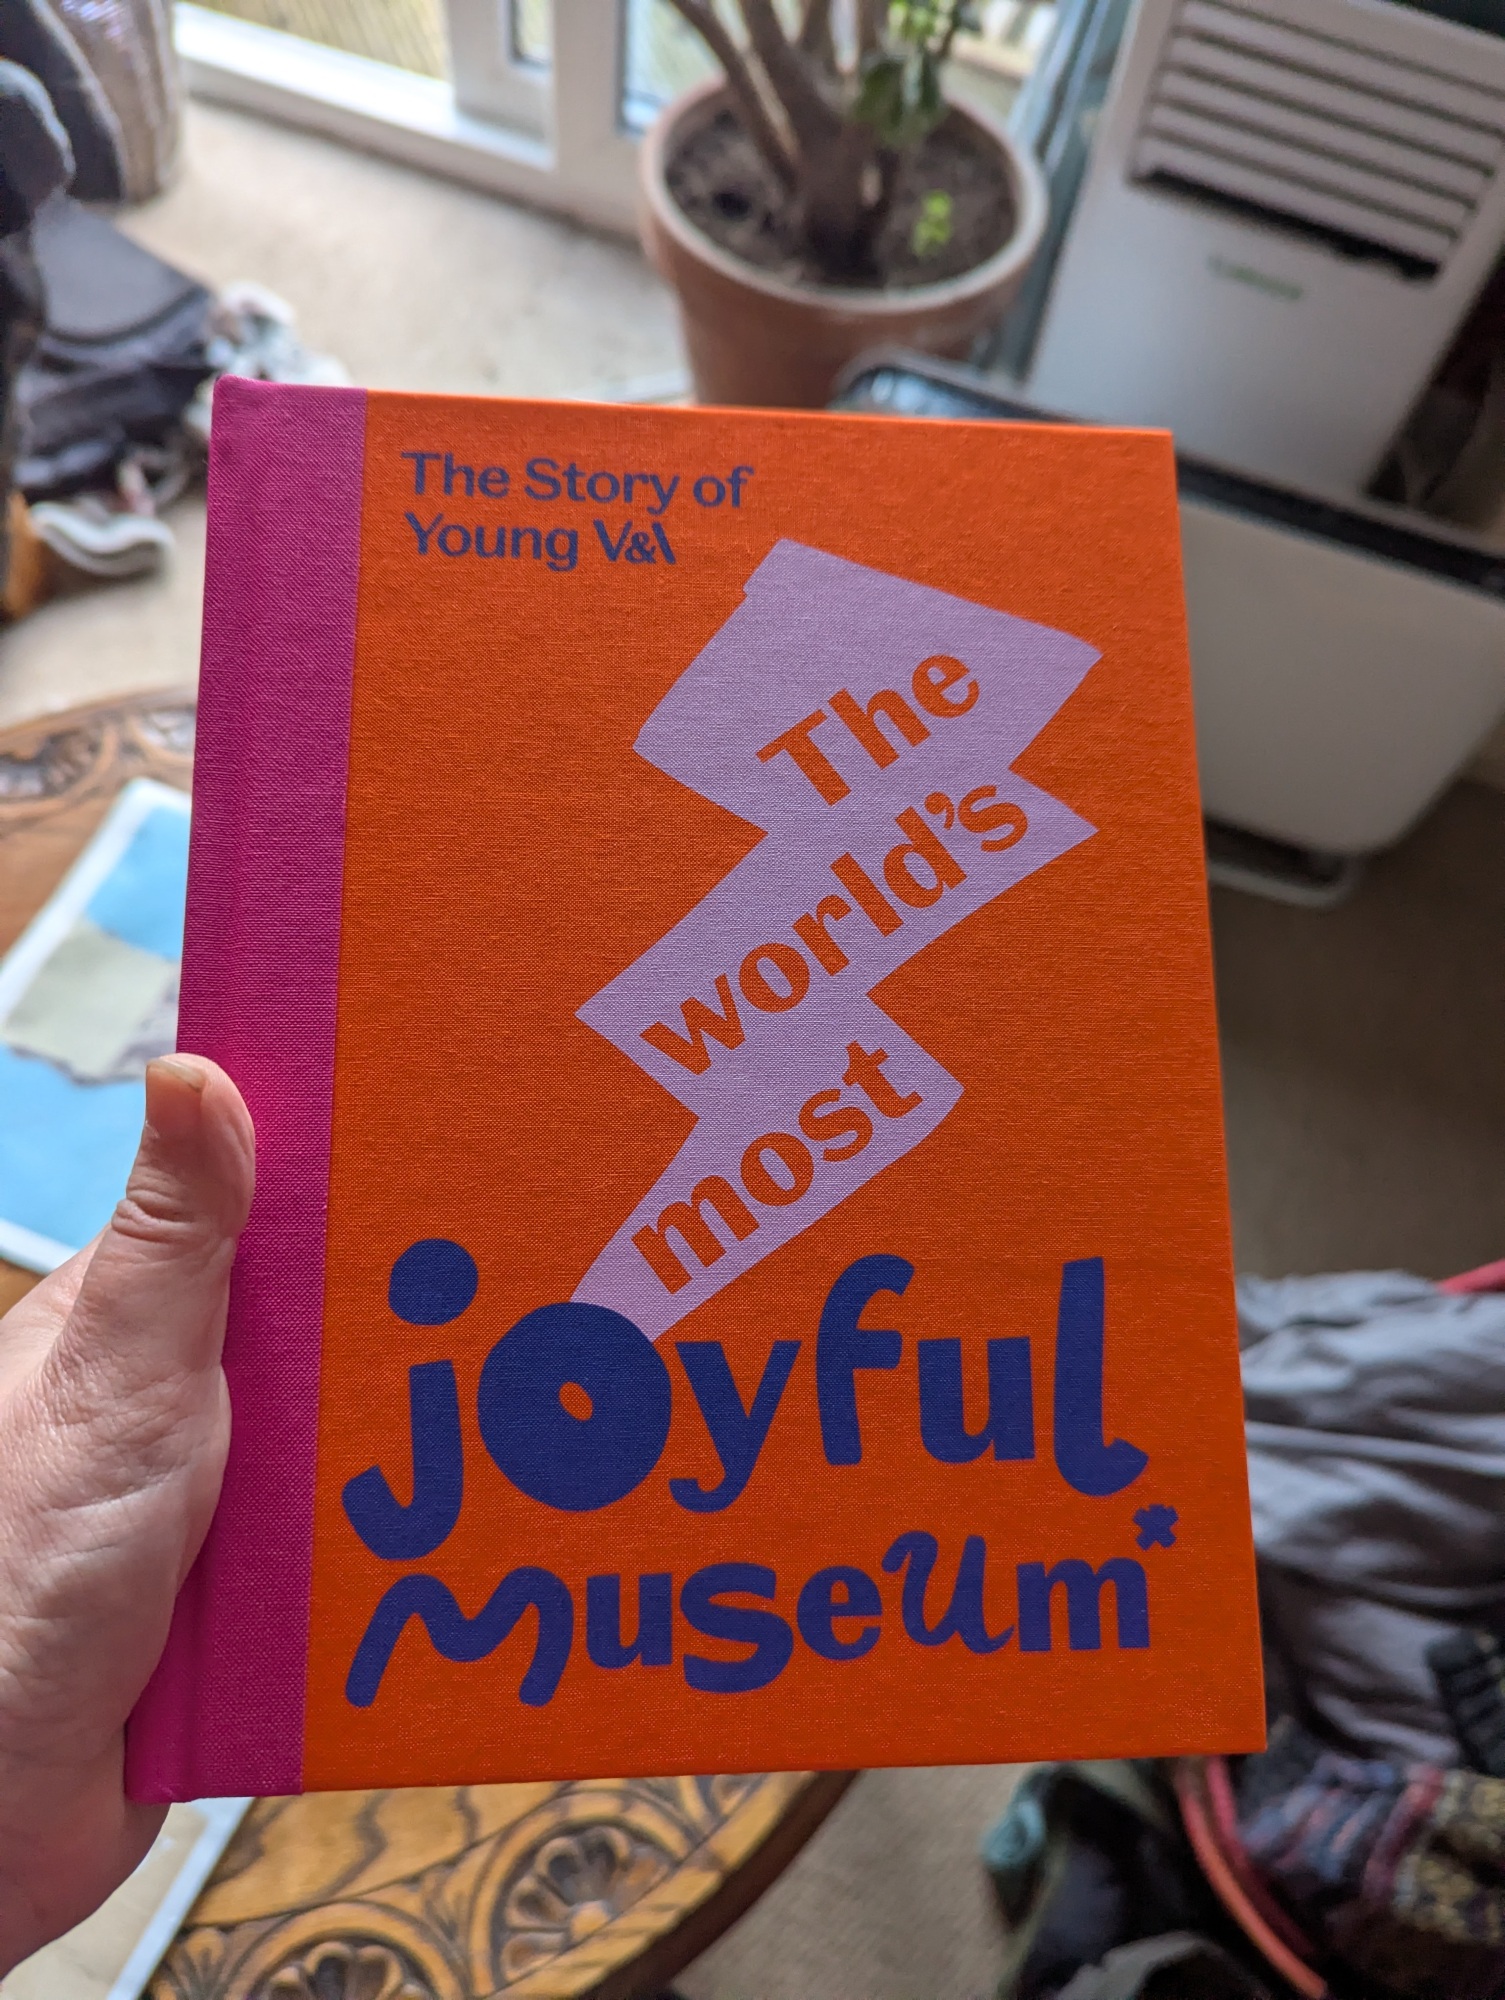 The Story of
Young V&A
The
world's
most
joyful
museum*